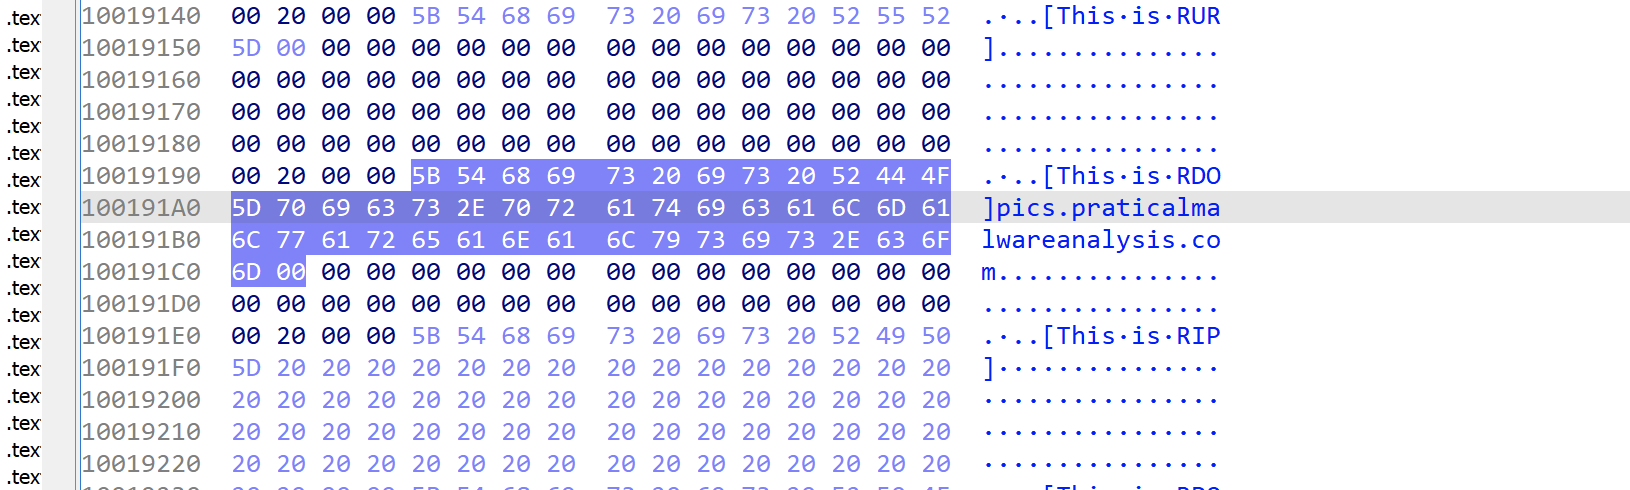 .tex 10019140 00 20 00 00 5B 54 68 69 73 20 69 73 20 52 55 52 .·..[This·is·RUR
.tex 10019150 5D 00 00 00 00 00 00 00 00 00 00 00 00 00 00 00 ]...............
.tex 10019160 00 00 00 00 00 00 00 00 00 00 00 00 00 00 00 00 ................
.tex 10019170 00 00 00 00 00 00 00 00 00 00 00 00 00 00 00 00 ................
.tex 10019180 00 00 00 00 00 00 00 00 00 00 00 00 00 00 00 00 ................
.tex 10019190 00 20 00 00 5B 54 68 69 73 20 69 73 20 52 44 4F .·..[This·is·RDO
.tex 100191A0 5D 70 69 63 73 2E 70 72 61 74 69 63 61 6C 6D 61 ]pics.praticalma
.tex 100191B0 6C 77 61 72 65 61 6E 61 6C 79 73 69 73 2E 63 6F lwareanalysis.co
.tex 100191C0 6D 00 00 00 00 00 00 00 00 00 00 00 00 00 00 00 m...............
.tex 100191D0 00 00 00 00 00 00 00 00 00 00 00 00 00 00 00 00 ................
.tex 100191E0 00 20 00 00 5B 54 68 69 73 20 69 73 20 52 49 50 .·..[This·is·RIP
.tex 100191F0 5D 20 20 20 20 20 20 20 20 20 20 20 20 20 20 20 ]···············
.tex 10019200 20 20 20 20 20 20 20 20 20 20 20 20 20 20 20 20 ················
.tex 10019210 20 20 20 20 20 20 20 20 20 20 20 20 20 20 20 20 ················
.tex 10019220 20 20 20 20 20 20 20 20 20 20 20 20 20 20 20 20 ················